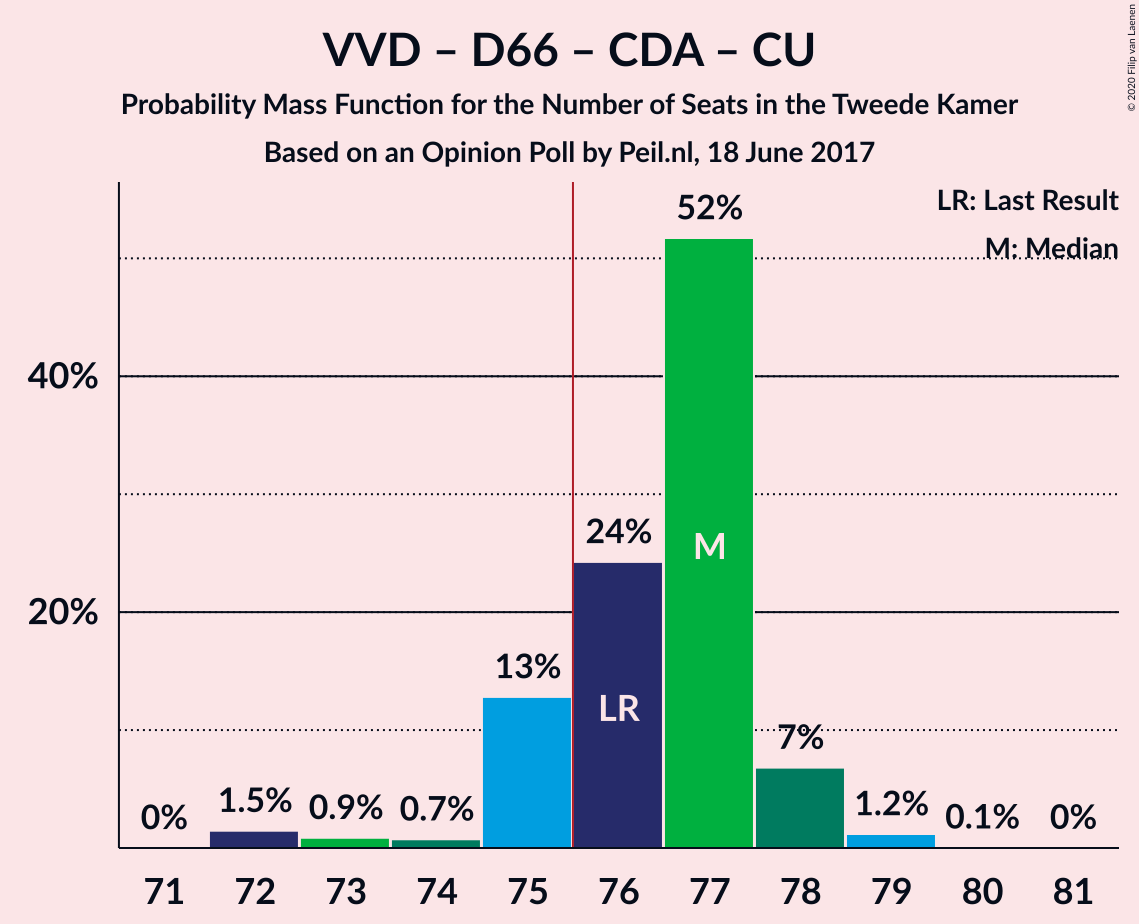 VVD – D66 – CDA – CU
Probability Mass Function for the Number of Seats in the Tweede Kamer
Based on an Opinion Poll by Peil.nl, 18 June 2017
© 2020 Filip van Laenen
LR: Last Result
M: Median
52%
40%
24%
M
20%
13%
LR
7%
0% 1.5% 0.9% 0.7% 1.2% 0.1% 0%
71 72 73 74 75 76 77 78 79 80 81